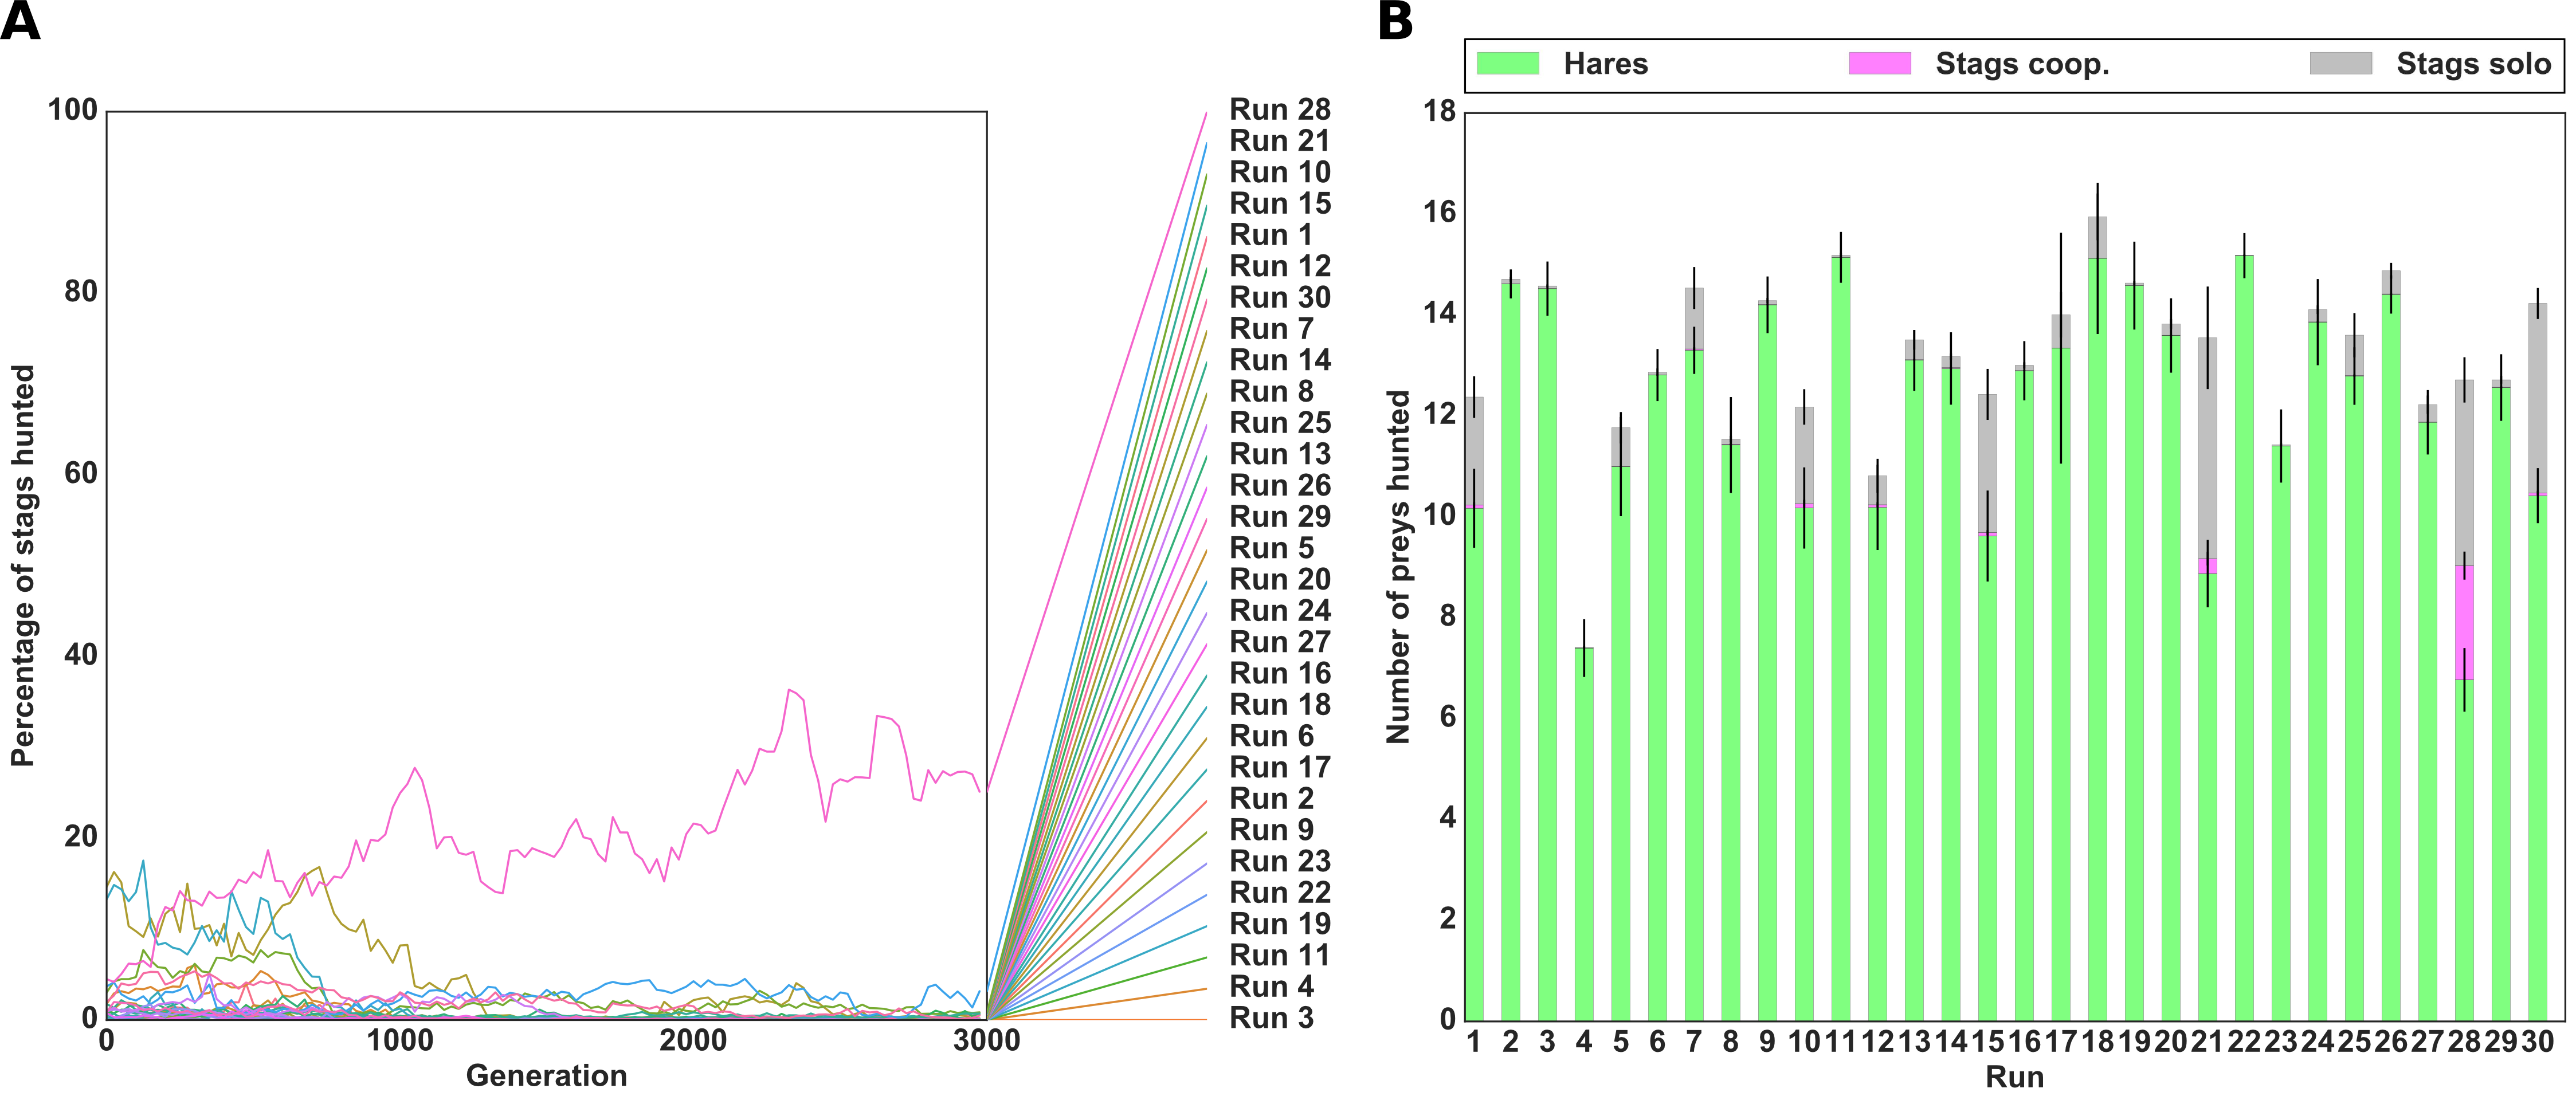 A
Percentage of stags hunted
100
80
60
40
20
0
0 1000 2000 3000
Generation
Run 28
Run 21
Run 10
Run 15
Run 1
Run 12
Run 30
Run 7
Run 14
Run 8
Run 25
Run 13
Run 26
Run 29
Run 5
Run 20
Run 24
Run 27
Run 16
Run 18
Run 6
Run 17
Run 2
Run 9
Run 23
Run 22
Run 19
Run 11
Run 4
Run 3
B
Hares Stags coop. Stags solo
Number of preys hunted
18
16
14
12
10
8
6
4
2
0
1 2 3 4 5 6 7 8 9 10 11 12 13 14 15 16 17 18 19 20 21 22 23 24 25 26 27 28 29 30
Run